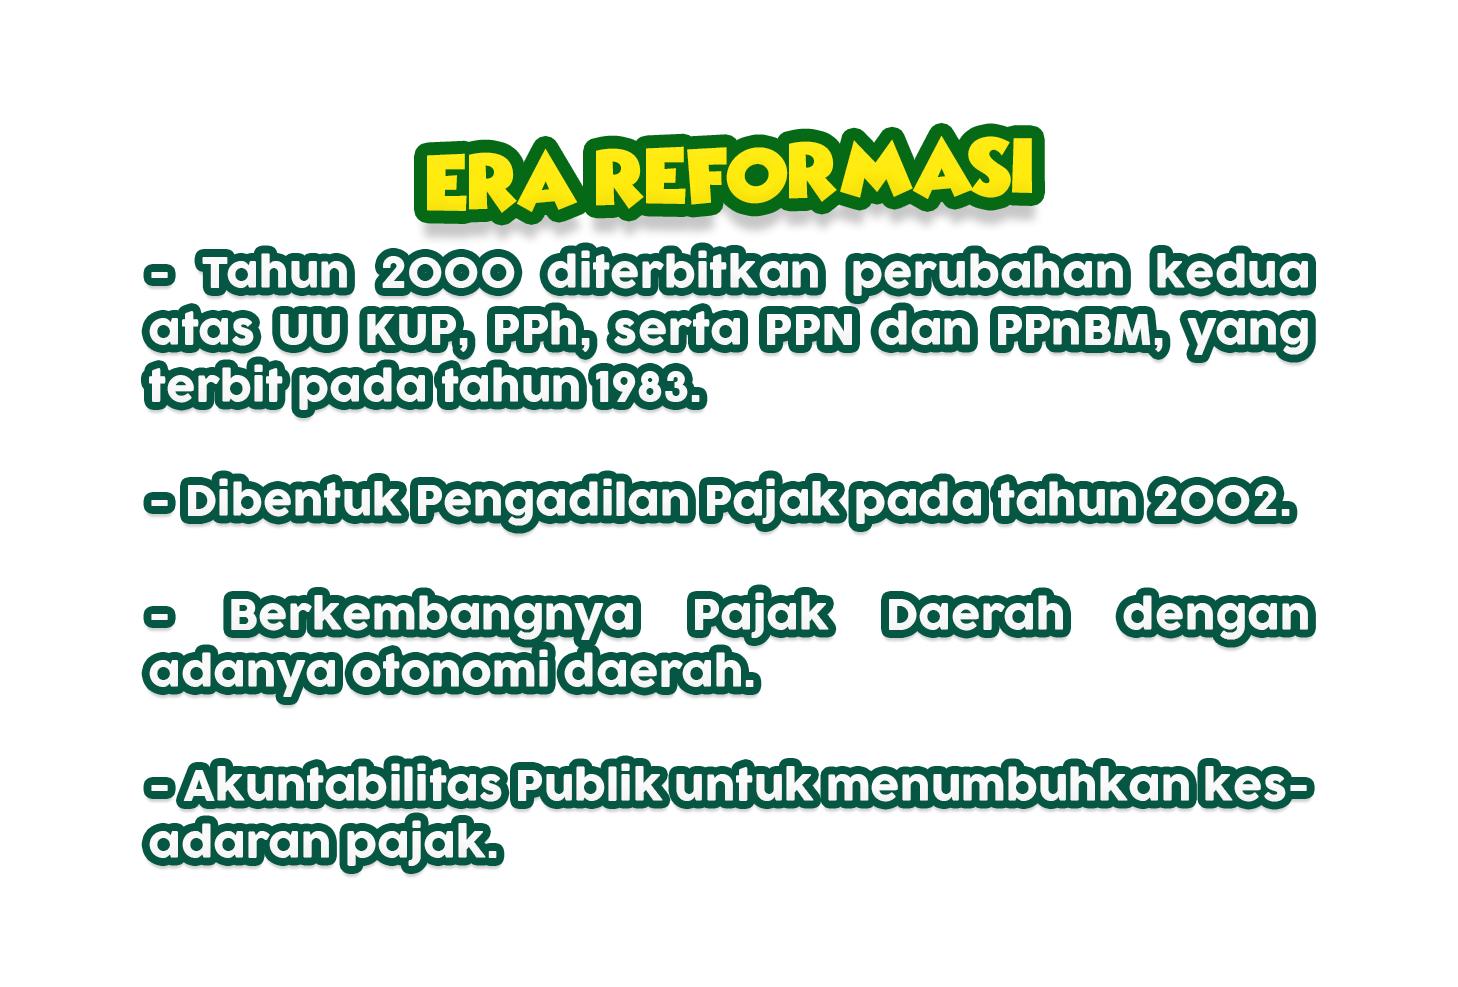 ERA REFORMASI
- Tahun 2000 diterbitkan perubahan kedua
atas UU KUP, PPh, serta PPN dan PPnBM, yang
terbit pada tahun 1983.
- Dibentuk Pengadilan Pajak pada tahun 2002.
- Berkembangnya Pajak Daerah dengan
adanya otonomi daerah.
- Akuntabilitas Publik untuk menumbuhkan kes-
adaran pajak.